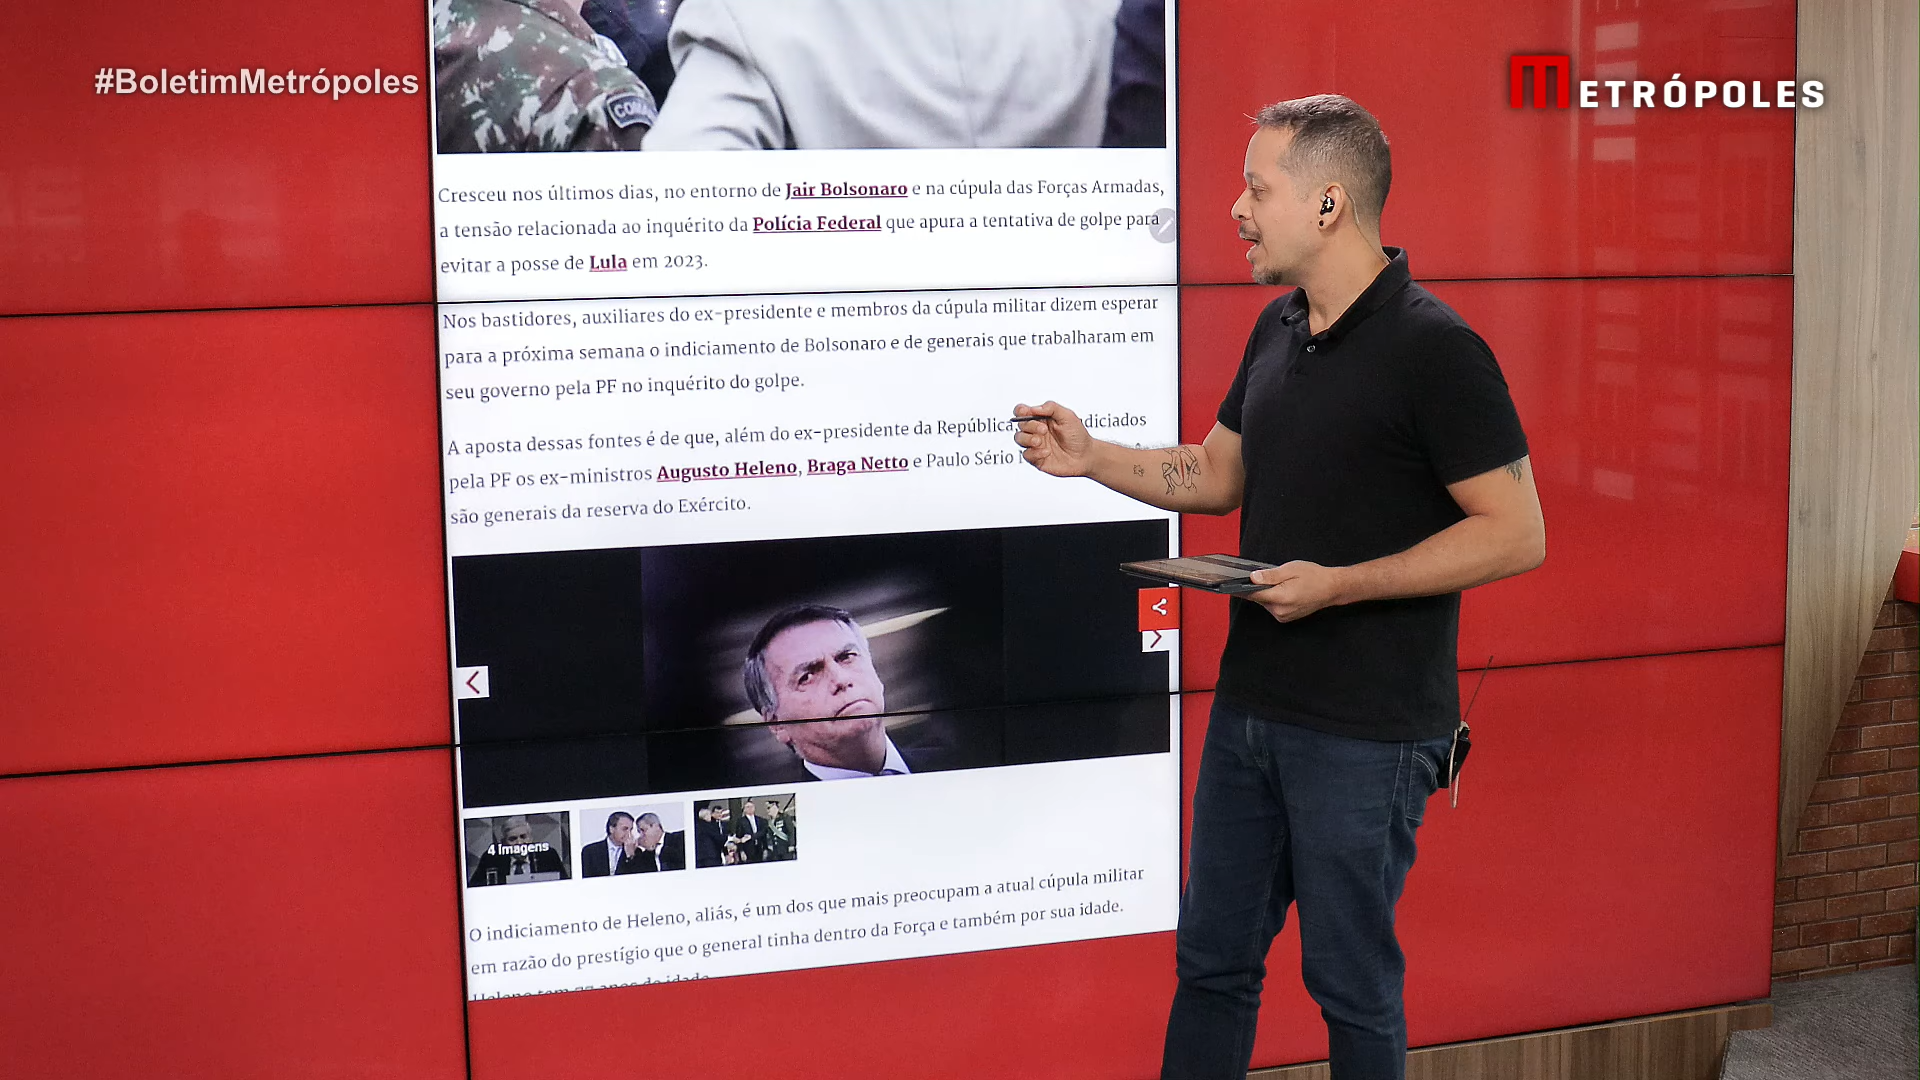 #BoletimMetrópoles
METRÓPOLES
Cresceu nos últimos dias, no entorno de Jair Bolsonaro e na cúpula das Forças Armadas,
a tensão relacionada ao inquérito da Polícia Federal que apura a tentativa de golpe para
evitar a posse de Lula em 2023.
Nos bastidores, auxiliares do ex-presidente e membros da cúpula militar dizem esperar
para a próxima semana o indiciamento de Bolsonaro e de generais que trabalharam em
seu governo pela PF no inquérito do golpe.
A aposta dessas fontes é de que, além do ex-presidente da República,
pela PF os ex-ministros Augusto Heleno, Braga Netto e Paulo Sério
são generais da reserva do Exército.
4 Imagens
O indiciamento de Heleno, aliás, é um dos que mais preocupam a atual cúpula militar
em razão do prestígio que o general tinha dentro da Força e também por sua idade.